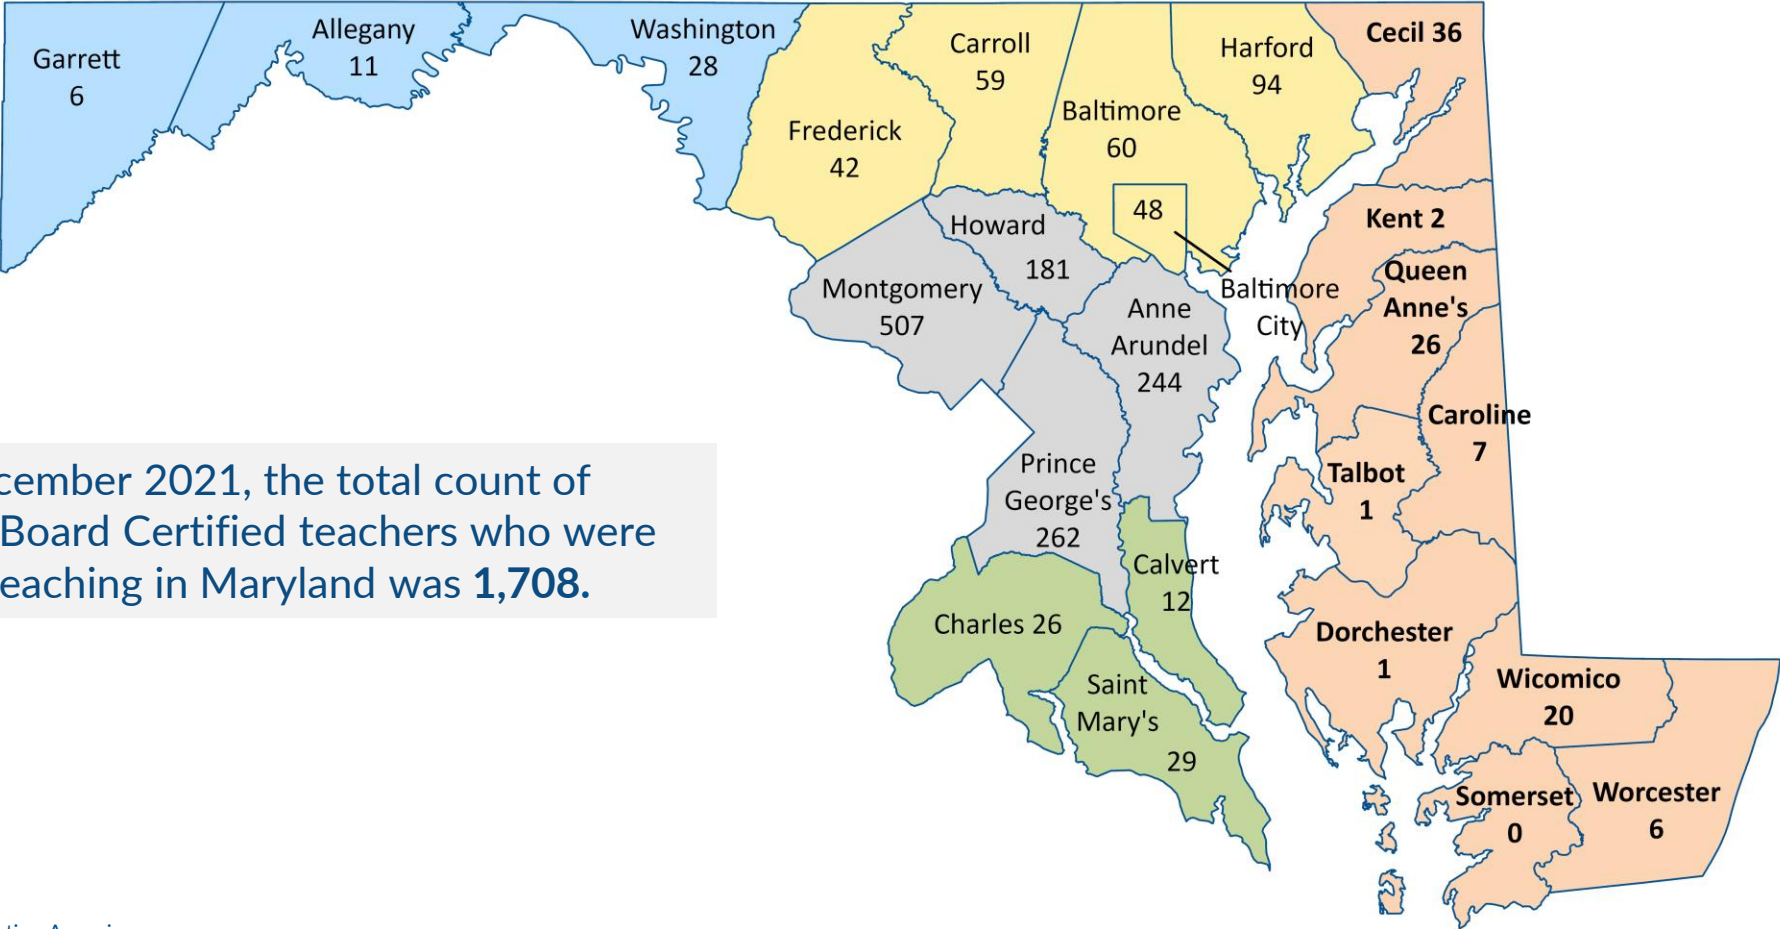 Garrett
6
Allegany
11
Washington
28
Frederick
42
Carroll
59
Baltimore
60
48
Baltimore
City
Harford
94
Cecil 36
Kent 2
Queen
Anne's
26
Caroline
7
Talbot
1
Howard
181
Montgomery
507
Anne
Arundel
244
Prince
George's
262
Calvert
12
Charles 26
Saint
Mary's
29
Dorchester
1
Wicomico
20
Somerset
0
Worcester
6
cember 2021, the total count of
Board Certified teachers who were
eaching in Maryland was 1,708.